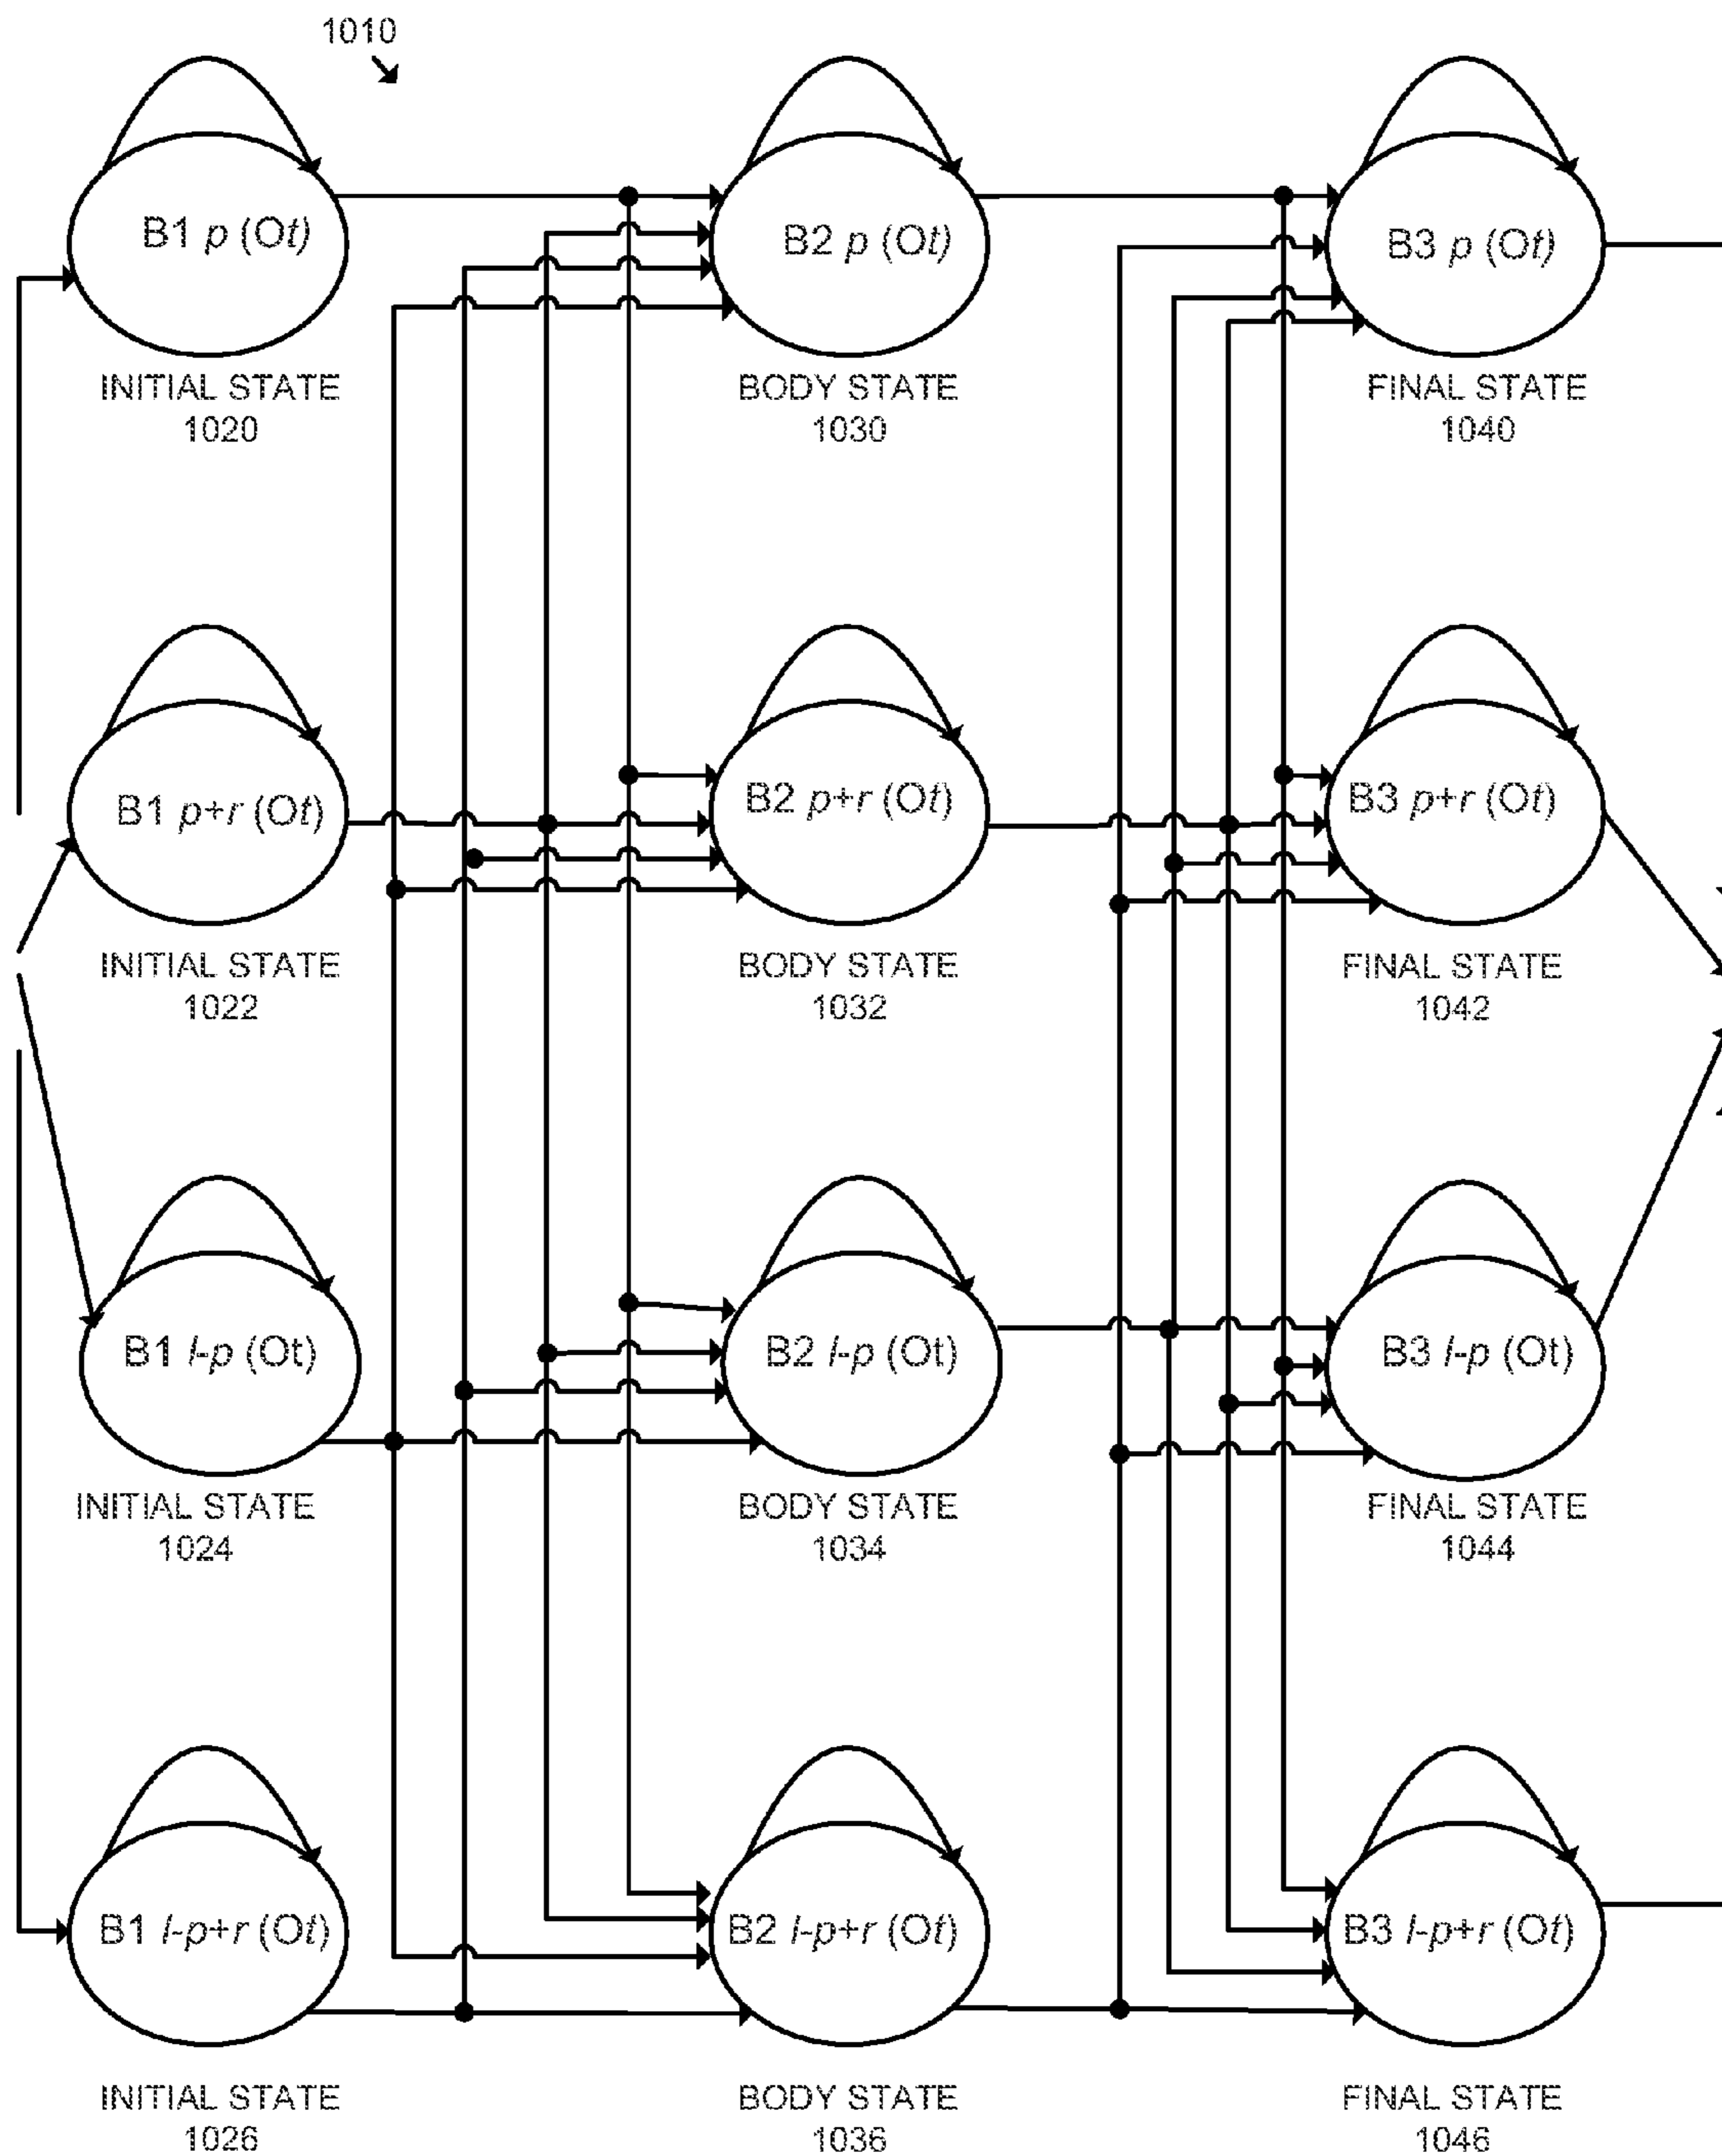 1010
B1 p (Ot)
B2 p (Ot)
B3 p (Ot)
INITIAL STATE
1020
BODY STATE
1030
FINAL STATE
1040
B1 p+r (Ot)
B2 p+r (Ot)
B3 p+r (Ot)
INITIAL STATE
1022
BODY STATE
1032
FINAL STATE
1042
B1 l-p (Ot)
B2 l-p (Ot)
B3 l-p (Ot)
INITIAL STATE
1024
BODY STATE
1034
FINAL STATE
1044
B1 l-p+r (Ot)
B2 l-p+r (Ot)
B3 l-p+r (Ot)
INITIAL STATE
1026
BODY STATE
1036
FINAL STATE
1046